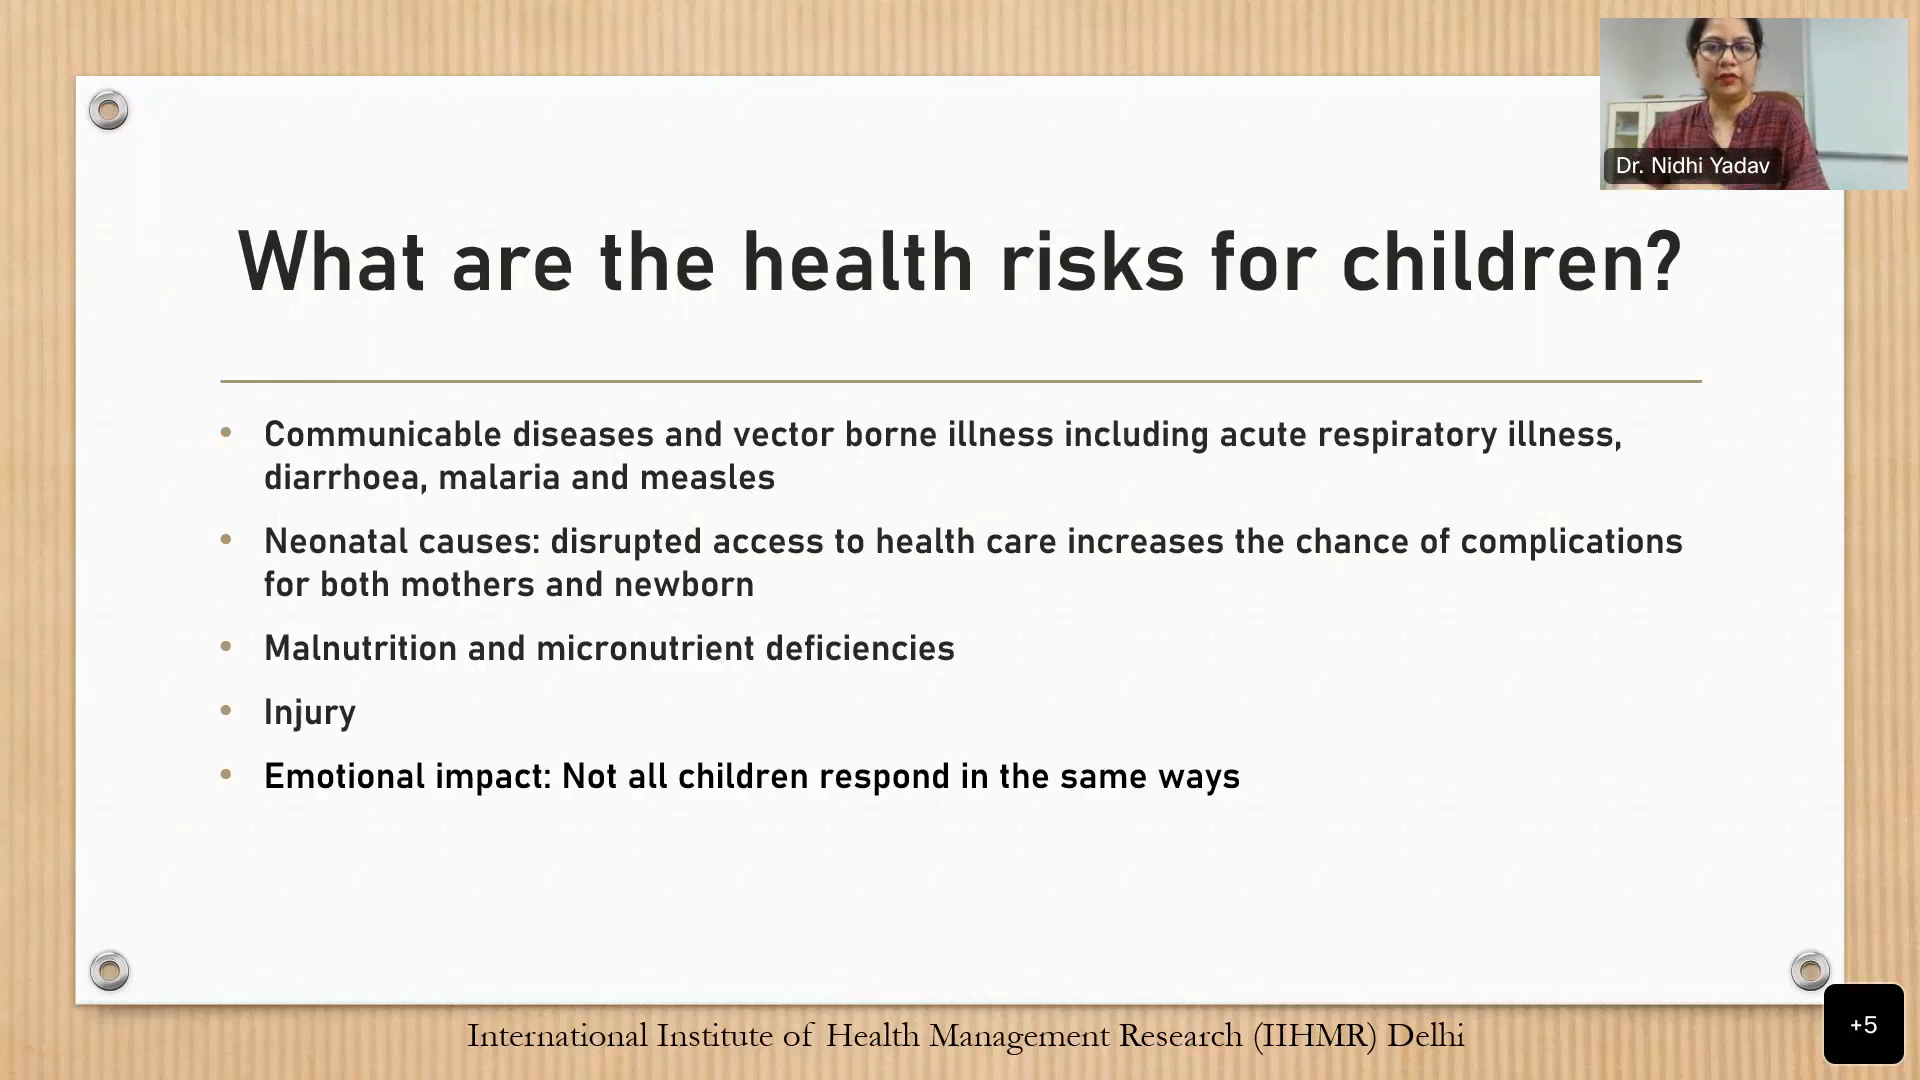 Dr. Nidhi Yadav
What are the health risks for children?
• Communicable diseases and vector borne illness including acute respiratory illness,
diarrhoea, malaria and measles
• Neonatal causes: disrupted access to health care increases the chance of complications
for both mothers and newborn
• Malnutrition and micronutrient deficiencies
• Injury
• Emotional impact: Not all children respond in the same ways
International Institute of Health Management Research (IIHMR) Delhi
+5